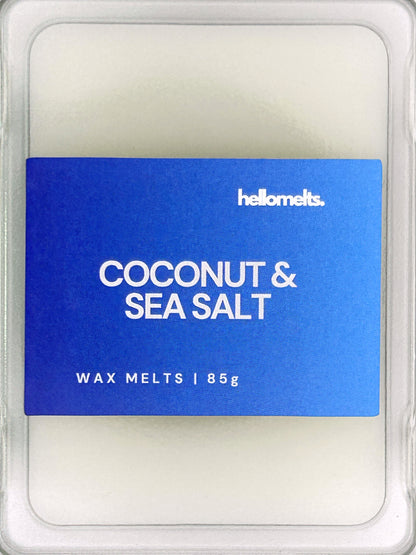 hellomelts.
COCONUT &
SEA SALT
WAX MELTS | 85g